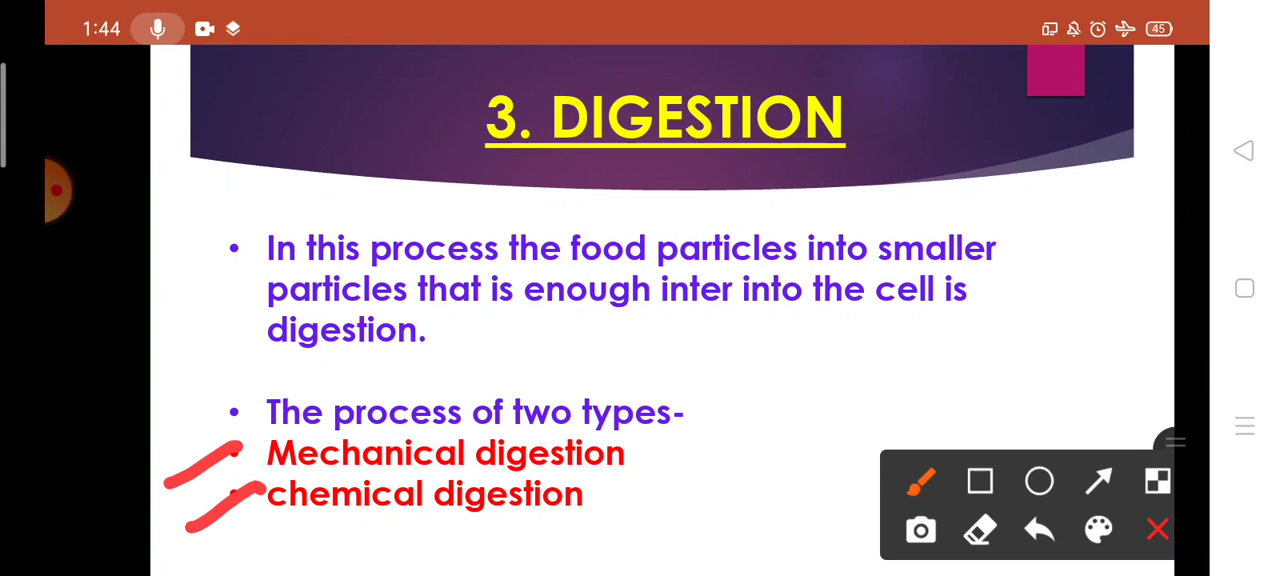 1:44
45
3. DIGESTION
• In this process the food particles into smaller
particles that is enough inter into the cell is
digestion.
• The process of two types-
• Mechanical digestion
• chemical digestion